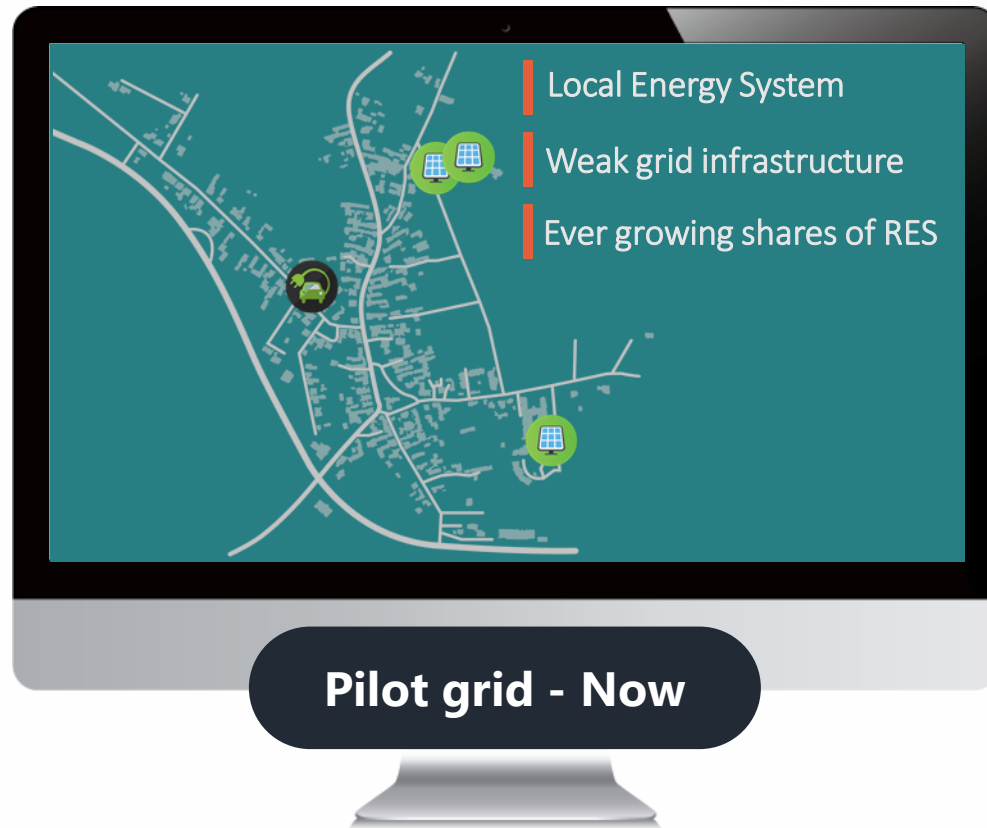 Local Energy System
Weak grid infrastructure
Ever growing shares of RES
Pilot grid - Now